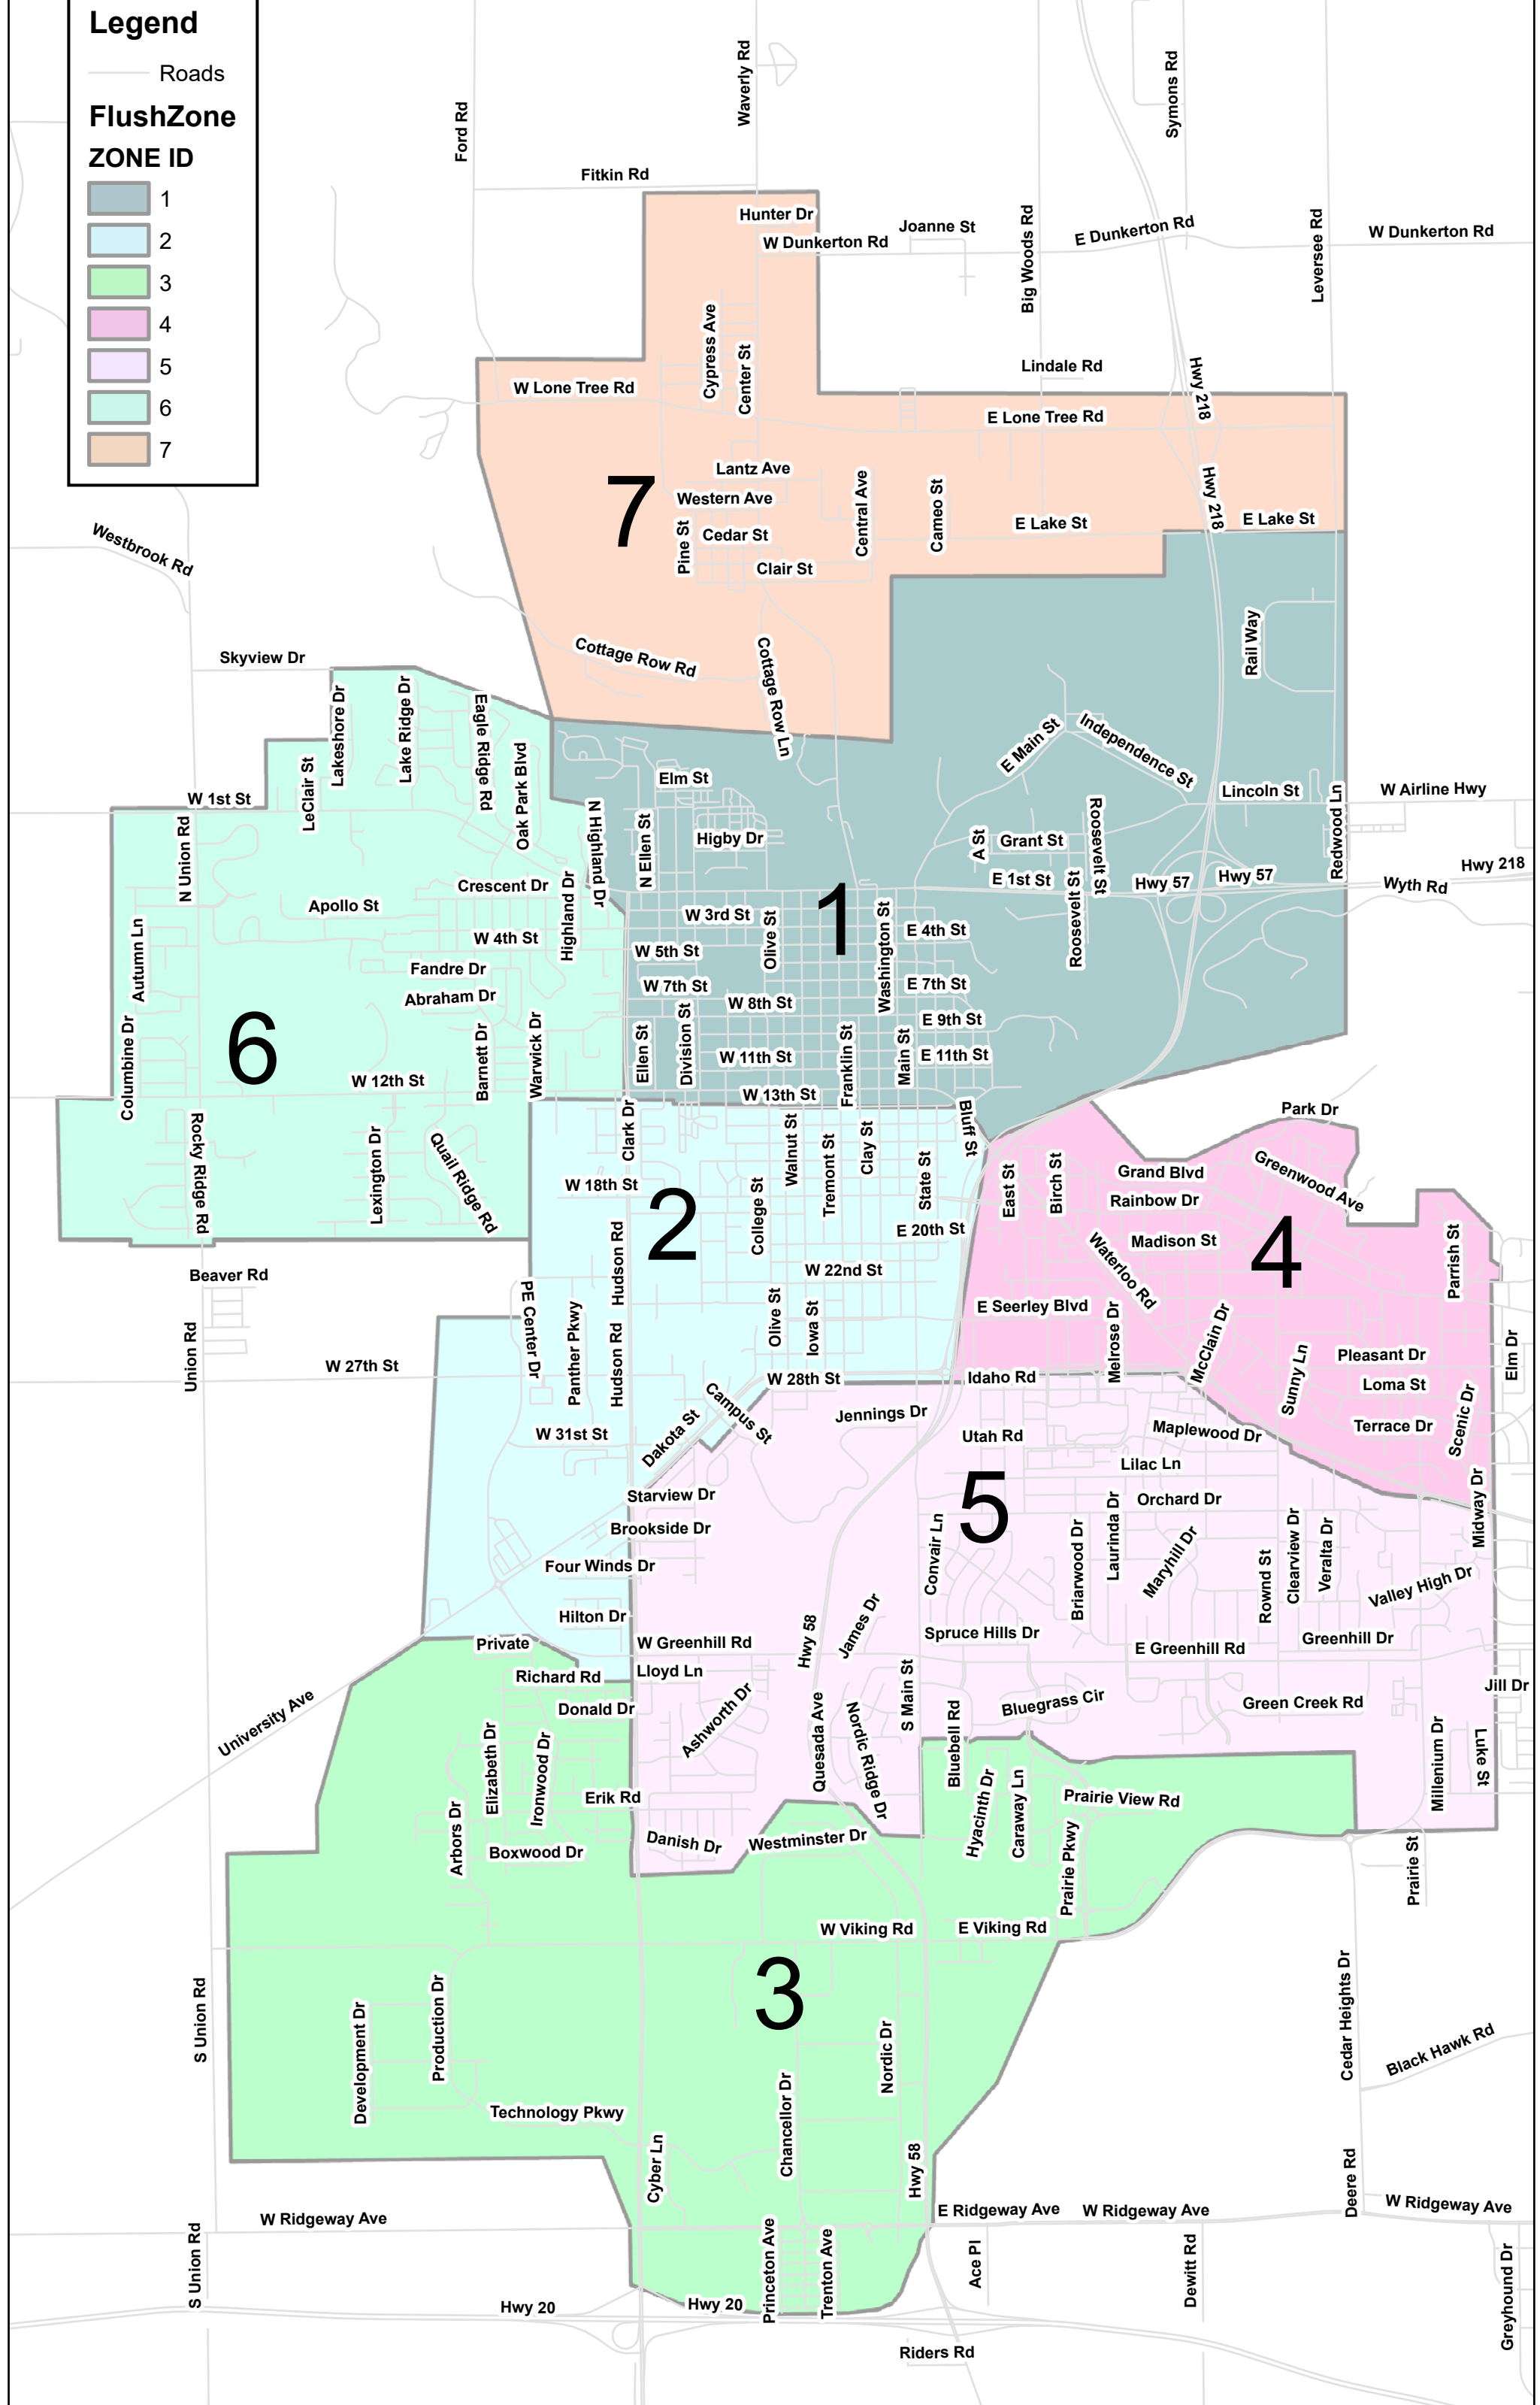 Legend
Roads
FlushZone
ZONE ID
1
2
3
4
5
6
7
Ford Rd
Waverly Rd
Symons Rd
Fitkin Rd
Hunter Dr
W Dunkerton Rd
Joanne St
Big Woods Rd
E Dunkerton Rd
Leversee Rd
W Dunkerton Rd
Cypress Ave
Center St
Lindale Rd
Hwy 218
W Lone Tree Rd
E Lone Tree Rd
Lantz Ave
Western Ave
7
Pine St
Cedar St
Central Ave
Cameo St
E Lake St
Hwy 218
E Lake St
Clair St
Westbrook Rd
Cottage Row Rd
Cottage Row Ln
Rail Way
Skyview Dr
Lakeshore Dr
Lake Ridge Dr
Eagle Ridge Rd
Oak Park Blvd
LeClair St
E Main St
Independence St
Elm St
W 1st St
Lincoln St
W Airline Hwy
N Union Rd
N Highland Dr
N Ellen St
Higby Dr
A St
Grant St
Roosevelt St
Redwood Ln
Crescent Dr
Highland Dr
E 1st St
Roosevelt St
Hwy 57
Hwy 57
Wyth Rd
Hwy 218
Apollo St
W 3rd St
Olive St
1
Washington St
E 4th St
W 4th St
W 5th St
Autumn Ln
Fandre Dr
Abraham Dr
W 7th St
W 8th St
E 7th St
Columbine Dr
6
Barnett Dr
Warwick Dr
Ellen St
Division St
Franklin St
Main St
E 9th St
W 11th St
E 11th St
W 12th St
W 13th St
Rocky Ridge Rd
Lexington Dr
Quail Ridge Rd
Clark Dr
Walnut St
Tremont St
Clay St
Bluff St
Park Dr
State St
East St
Birch St
Grand Blvd
Greenwood Ave
W 18th St
Rainbow Dr
2
College St
E 20th St
Madison St
4
Parrish St
Hudson Rd
Waterloo Rd
Beaver Rd
W 22nd St
PE Center Dr
Panther Pkwy
Olive St
Iowa St
E Seerley Blvd
Melrose Dr
McClain Dr
Union Rd
Hudson Rd
Sunny Ln
Pleasant Dr
Elm Dr
W 27th St
W 28th St
Idaho Rd
Loma St
Campus St
Jennings Dr
Scenic Dr
Terrace Dr
W 31st St
Dakota St
Utah Rd
Maplewood Dr
Lilac Ln
Starview Dr
5
Orchard Dr
Midway Dr
Brookside Dr
Convair Ln
Briarwood Dr
Laurinda Dr
Maryhill Dr
Rownd St
Clearview Dr
Veralta Dr
Four Winds Dr
Valley High Dr
Hilton Dr
James Dr
Hwy 58
Spruce Hills Dr
Private
W Greenhill Rd
E Greenhill Rd
Greenhill Dr
Richard Rd
Lloyd Ln
S Main St
Jill Dr
Donald Dr
Ashworth Dr
Quesada Ave
Nordic Ridge Dr
Bluebell Rd
Bluegrass Cir
Green Creek Rd
University Ave
Elizabeth Dr
Ironwood Dr
Millenium Dr
Luke St
Erik Rd
Hyacinth Dr
Caraway Ln
Prairie View Rd
Arbors Dr
Boxwood Dr
Danish Dr
Westminster Dr
Prairie Pkwy
Prairie St
W Viking Rd
E Viking Rd
3
S Union Rd
Development Dr
Production Dr
Nordic Dr
Cedar Heights Dr
Black Hawk Rd
Technology Pkwy
Cyber Ln
Chancellor Dr
Hwy 58
Deere Rd
W Ridgeway Ave
E Ridgeway Ave
W Ridgeway Ave
W Ridgeway Ave
S Union Rd
Princeton Ave
Trenton Ave
Ace Pl
Dewitt Rd
Greyhound Dr
Hwy 20
Hwy 20
Riders Rd